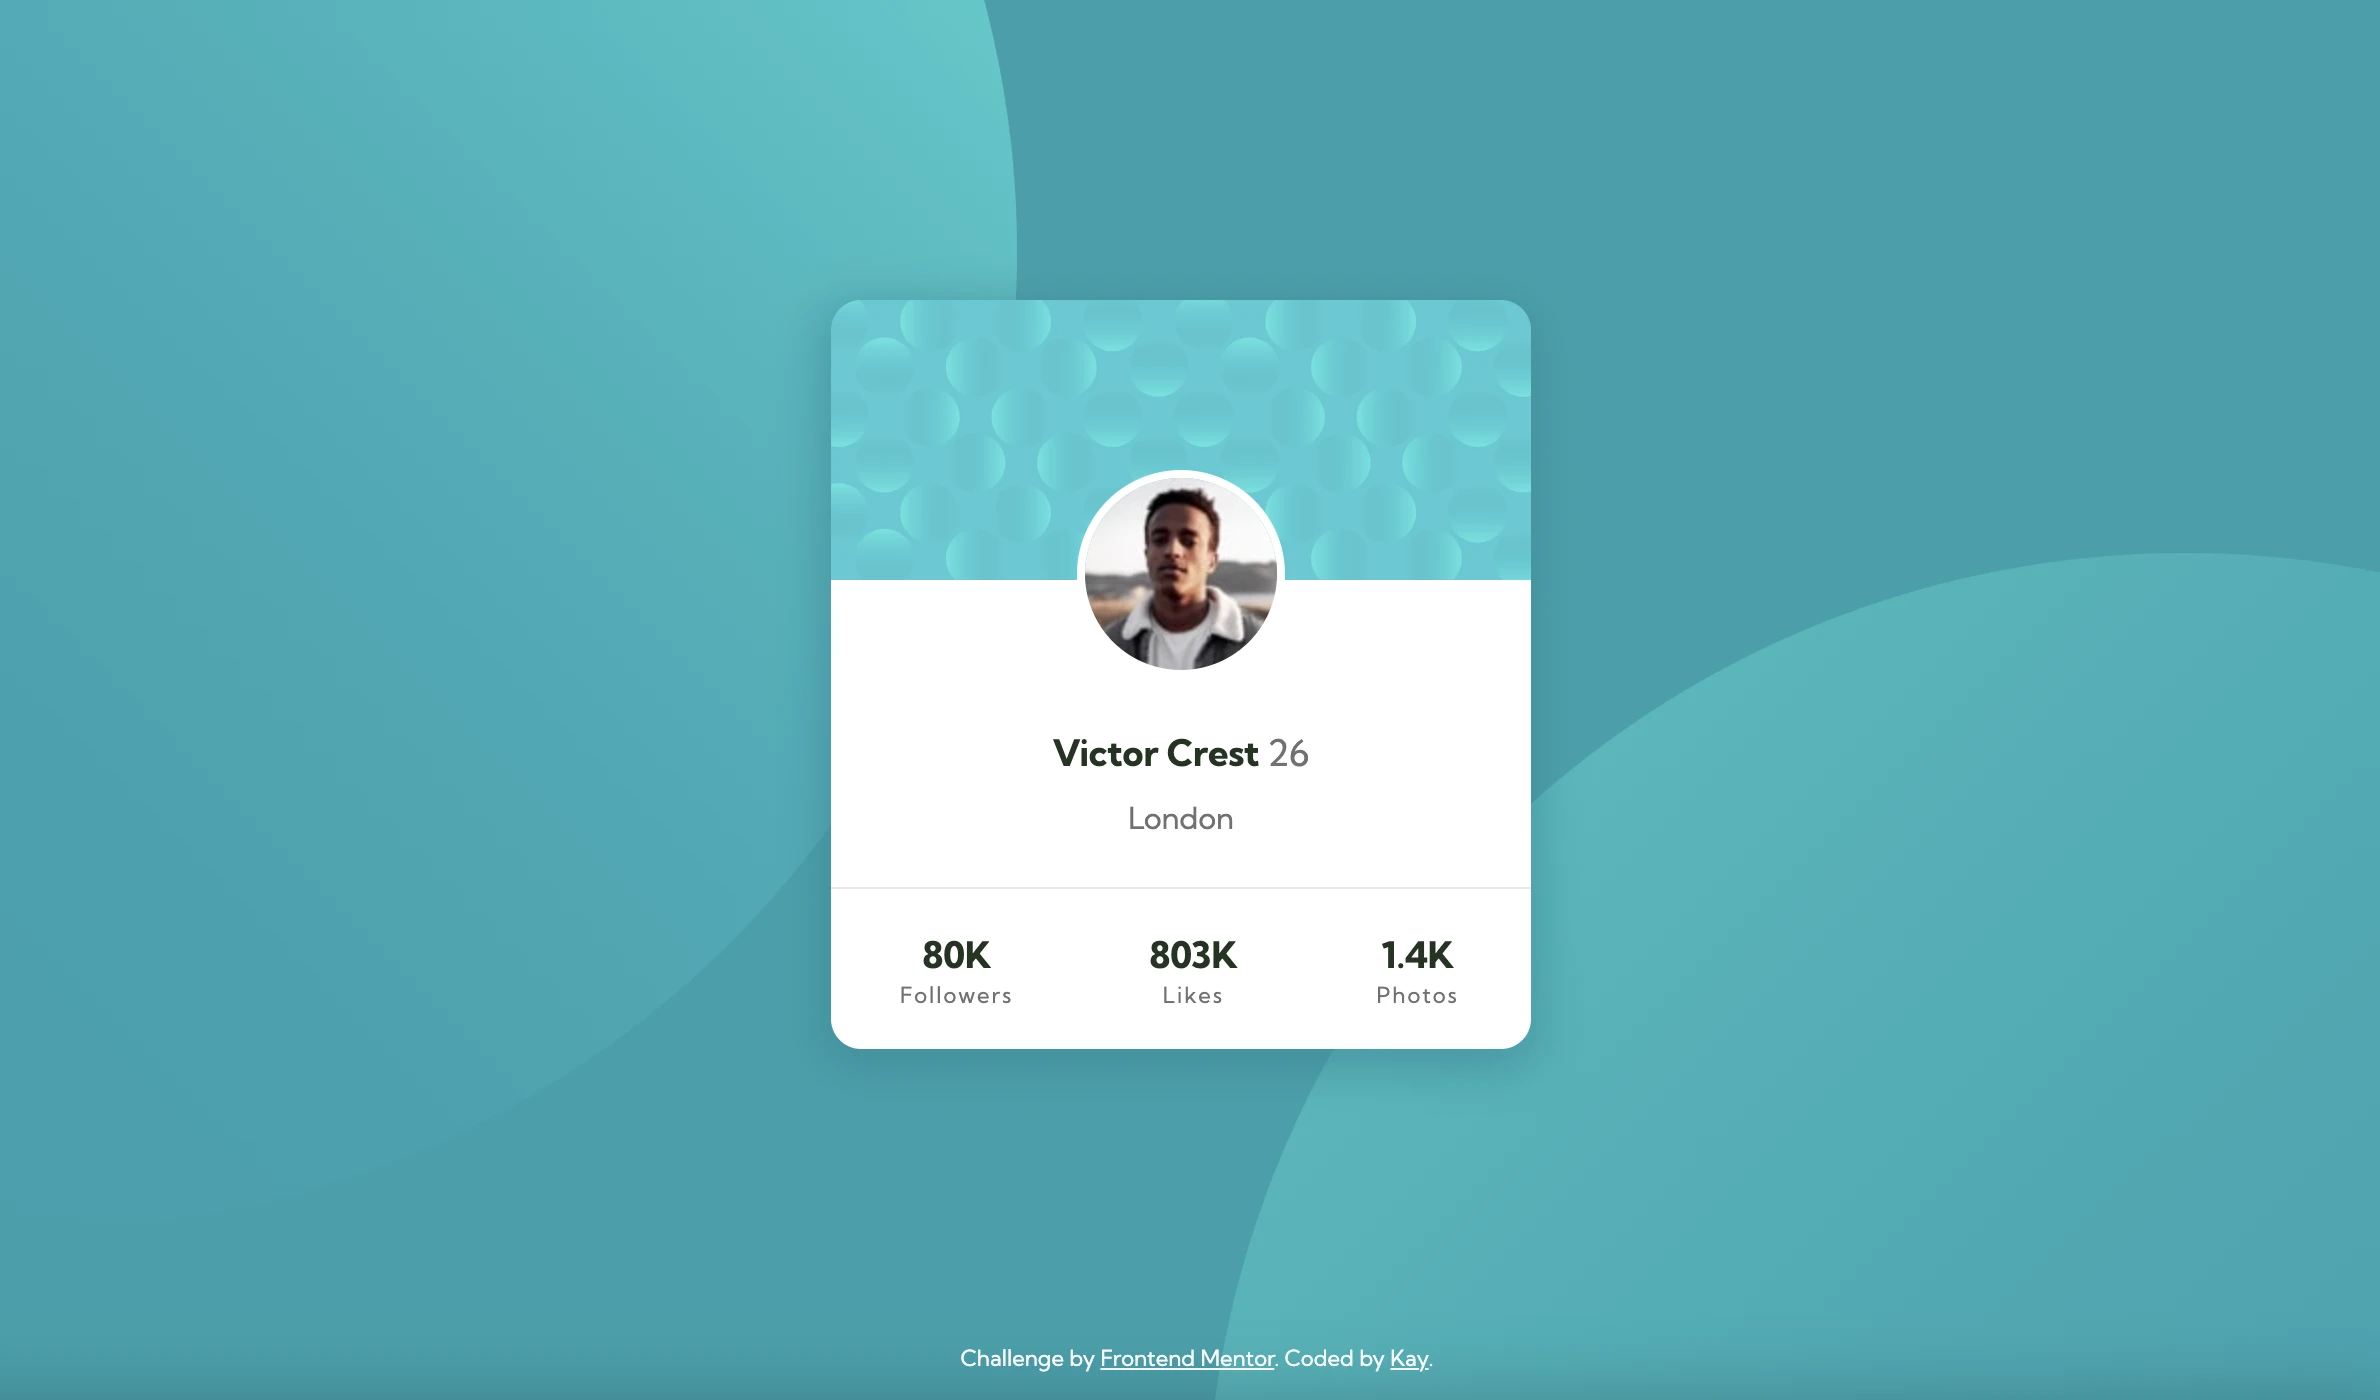 Victor Crest 26
London
80K 803K 1.4K
Followers Likes Photos
Challenge by Frontend Mentor. Coded by Kay.